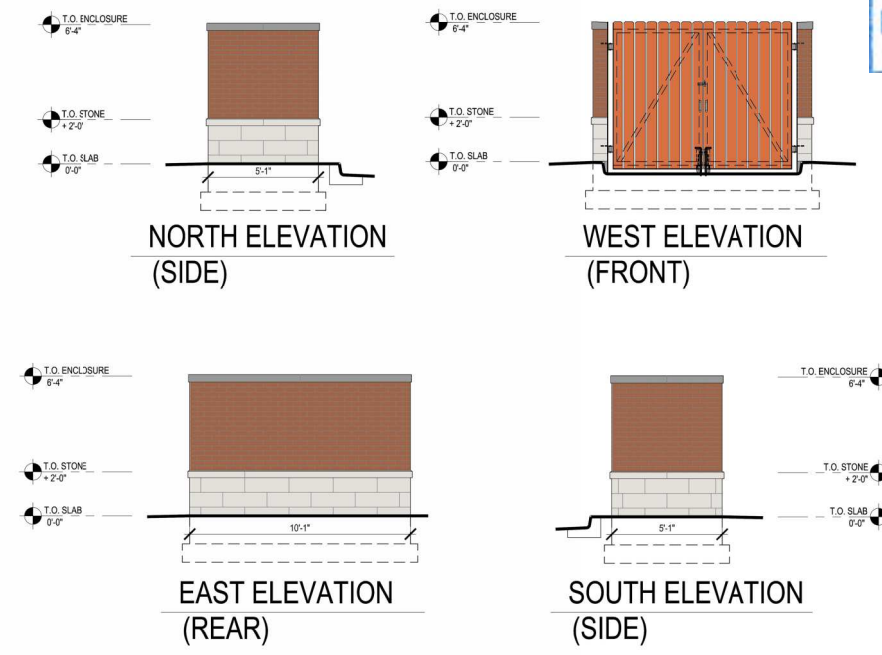 T.O. ENCLOSURE
6'-4"
T.O. STONE
+ 2'-0'
T.O. SLAB
0'-0"
5'-1"
NORTH ELEVATION
(SIDE)
T.O. ENCLOSURE
6'-4"
T.O. STONE
+ 2'-0"
T.O. SLAB
0'-0"
WEST ELEVATION
(FRONT)
T.O. ENCLOSURE
6'-4"
T.O. STONE
+ 2'-0"
T.O. SLAB
0'-0"
10'-1"
EAST ELEVATION
(REAR)
T.O. ENCLOSURE
6'-4"
T.O. STONE
+ 2'-0"
T.O. SLAB
0'-0"
5'-1"
SOUTH ELEVATION
(SIDE)